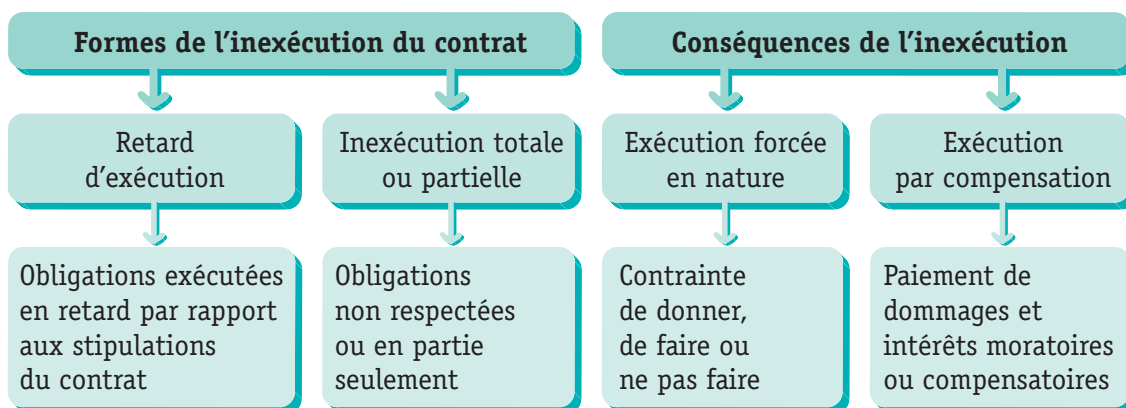 Formes de l'inexécution du contrat
Conséquences de l'inexécution
Retard
d'exécution
Inexécution totale
ou partielle
Exécution forcée
en nature
Exécution
par compensation
Obligations exécutées
en retard par rapport
aux stipulations
du contrat
Obligations
non respectées
ou en partie
seulement
Contrainte
de donner,
de faire ou
ne pas faire
Paiement de
dommages et
intérêts moratoires
ou compensatoires